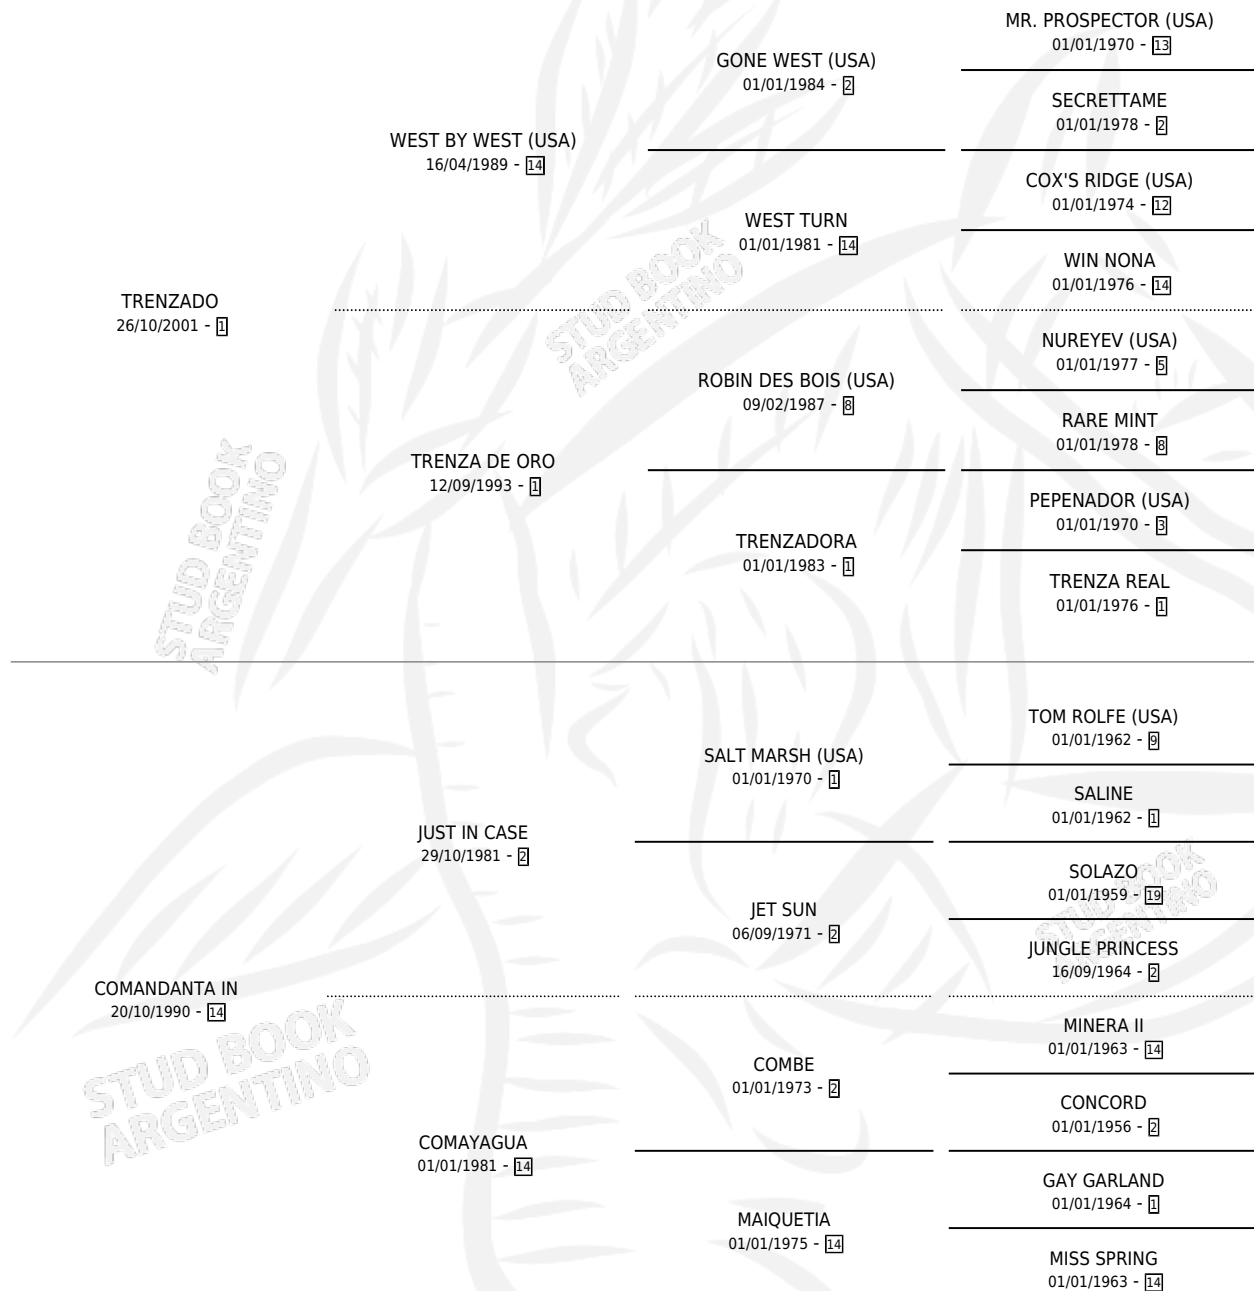 MR. PROSPECTOR (USA)
01/01/1970 - 13
GONE WEST (USA)
01/01/1984 - 2
SECRETTAME
01/01/1978 - 2
WEST BY WEST (USA)
16/04/1989 - 14
COX'S RIDGE (USA)
01/01/1974 - 12
WEST TURN
01/01/1981 - 14
WIN NONA
01/01/1976 - 14
TRENZADO
26/10/2001 - 1
NUREYEV (USA)
01/01/1977 - 5
ROBIN DES BOIS (USA)
09/02/1987 - 8
RARE MINT
01/01/1978 - 8
TRENZA DE ORO
12/09/1993 - 1
PEPENADOR (USA)
01/01/1970 - 3
TRENZADORA
01/01/1983 - 1
TRENZA REAL
01/01/1976 - 1
TOM ROLFE (USA)
01/01/1962 - 9
SALT MARSH (USA)
01/01/1970 - 1
SALINE
01/01/1962 - 1
JUST IN CASE
29/10/1981 - 2
SOLAZO
01/01/1959 - 19
JET SUN
06/09/1971 - 2
JUNGLE PRINCESS
16/09/1964 - 2
COMANDANTA IN
20/10/1990 - 14
MINERA II
01/01/1963 - 14
COMBE
01/01/1973 - 2
CONCORD
01/01/1956 - 2
COMAYAGUA
01/01/1981 - 14
GAY GARLAND
01/01/1964 - 1
MAIQUETIA
01/01/1975 - 14
MISS SPRING
01/01/1963 - 14
STUD BOOK
ARGENTINO
STUD BOOK
ARGENTINO
STUD BOOK
ARGENTINO
STUD BOOK
ARGENTINO